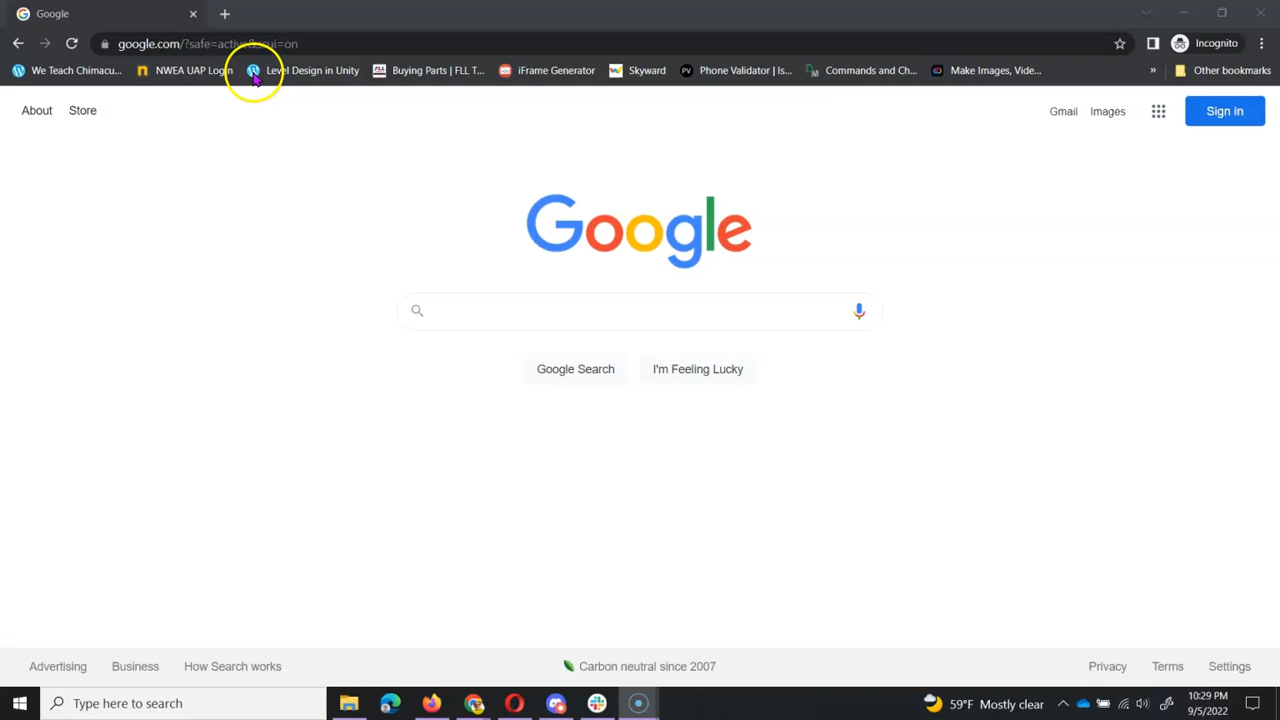 Google
google.com/?safe=active&ssui=on
Incognito
We Teach Chimacu...
NWEA UAP Login
Level Design in Unity
Buying Parts | FLL T...
iFrame Generator
Skyward
Phone Validator | Is...
Commands and Ch...
Make Images, Vide...
»
Other bookmarks
About
Store
Gmail
Images
Sign in
Google
Google Search
I'm Feeling Lucky
Advertising
Business
How Search works
Carbon neutral since 2007
Privacy
Terms
Settings
Type here to search
59°F Mostly clear
10:29 PM
9/5/2022